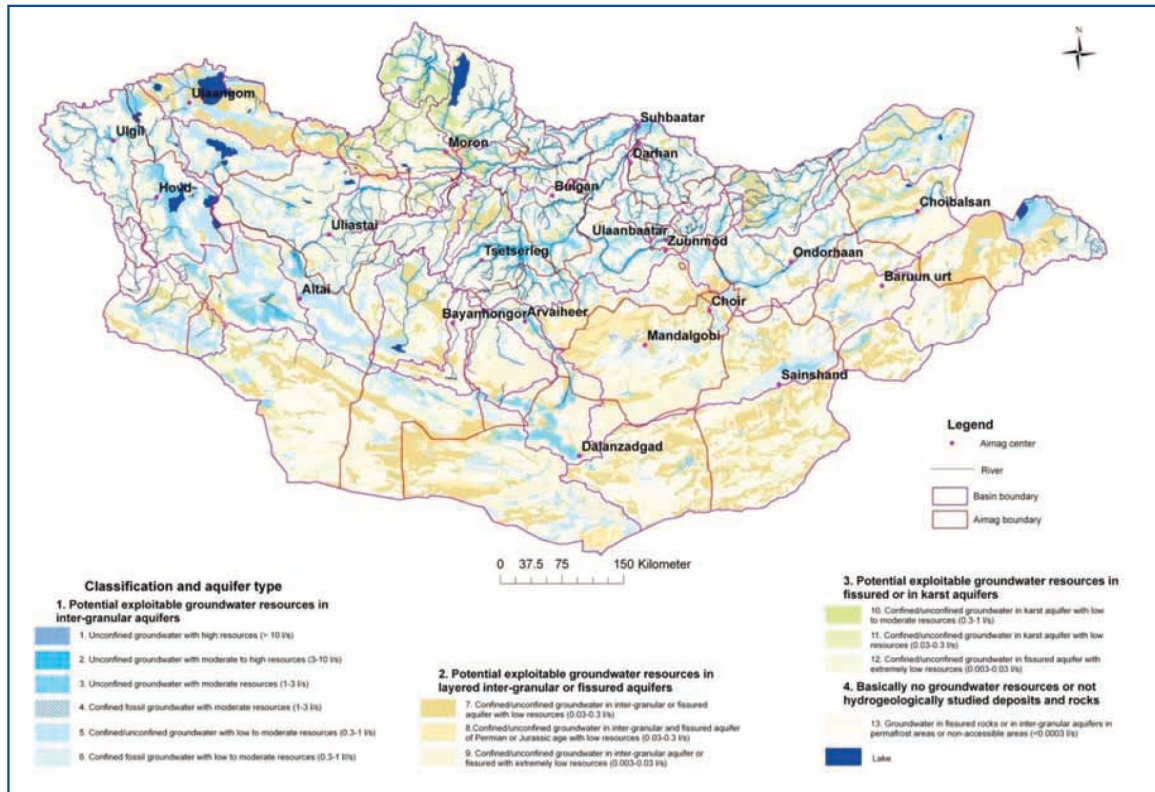 N
Ulaangom
Ulgii
Hovd
Moron
Suhbaatar
Darhan
Bulgan
Uliastai
Choibalsan
Ulaanbaatar
Zuunmod
Tsetserleg
Ondorhaan
Altai
Baruun urt
Bayanhongor
Arvaiheer
Choir
Mandalgobi
Sainshand
Dalanzadgad
Legend
Aimag center
River
Basin boundary
Aimag boundary
0 37.5 75 150 Kilometer
Classification and aquifer type
1. Potential exploitable groundwater resources in
inter-granular aquifers
1. Unconfined groundwater with high resources (> 10 l/s)
2. Unconfined groundwater with moderate to high resources (3-10 l/s)
3. Unconfined groundwater with moderate resources (1-3 l/s)
4. Confined fossil groundwater with moderate resources (1-3 l/s)
5. Confined/unconfined groundwater with low to moderate resources (0.3-1 l/s)
6. Confined fossil groundwater with low to moderate resources (0.3-1 l/s)
2. Potential exploitable groundwater resources in
layered inter-granular or fissured aquifers
7. Confined/unconfined groundwater in inter-granular or fissured
aquifer with low resources (0.03-0.3 l/s)
8.Confined/unconfined groundwater in inter-granular and fissured aquifer
of Permian or Jurassic age with low resources (0.03-0.3 l/s)
9. Confined/unconfined groundwater in inter-granular aquifer or
fissured with extremely low resources (0.003-0.03 l/s)
3. Potential exploitable groundwater resources in
fissured or in karst aquifers
10. Confined/unconfined groundwater in karst aquifer with low
to moderate resources (0.3-1 l/s)
11. Confined/unconfined groundwater in karst aquifer with low
resources (0.03-0.3 l/s)
12. Confined/unconfined groundwater in fissured aquifer with
extremely low resources (0.003-0.03 l/s)
4. Basically no groundwater resources or not
hydrogeologically studied deposits and rocks
13. Groundwater in fissured rocks or in inter-granular aquifers in
permafrost areas or non-accessible areas (<0.0003 l/s)
Lake